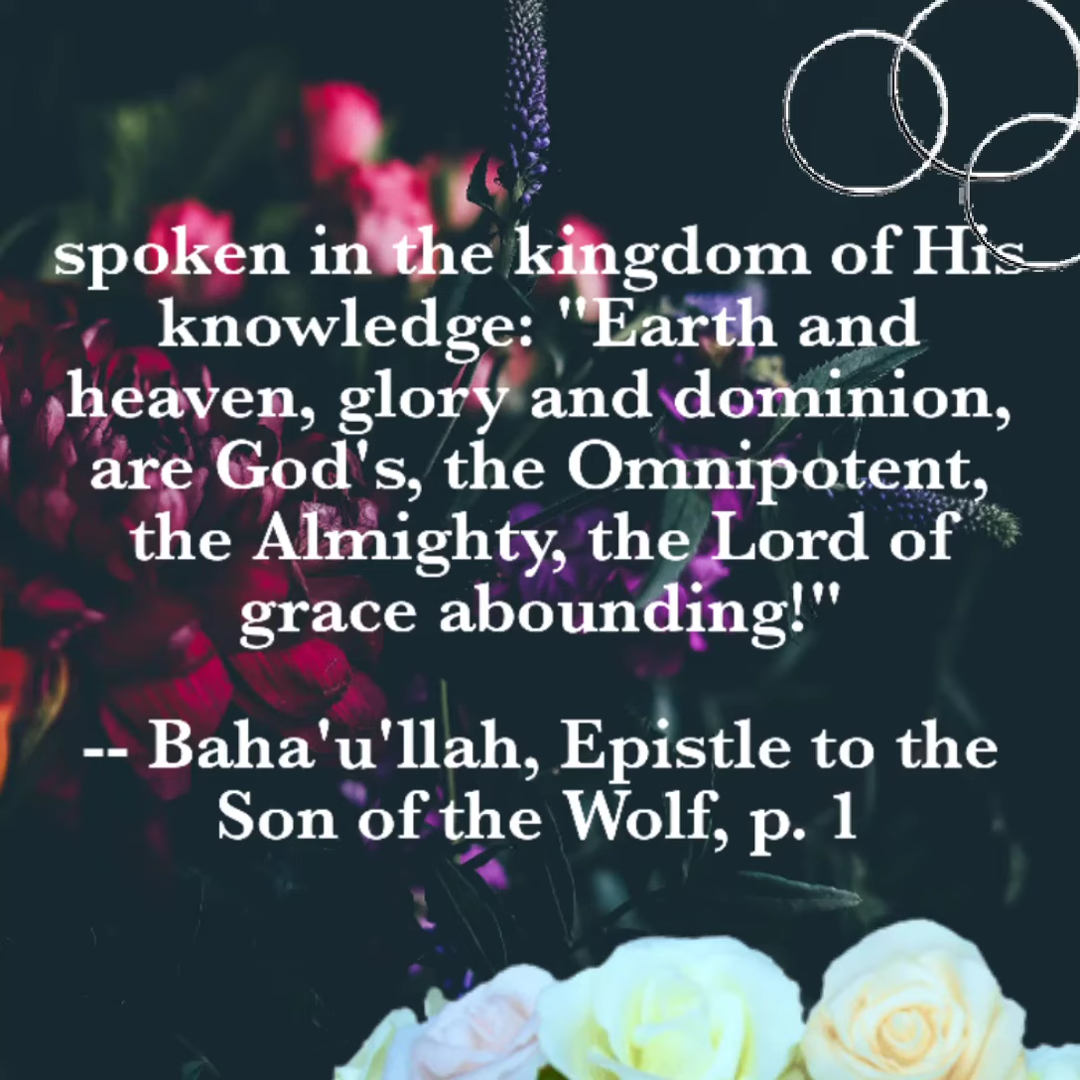 spoken in the kingdom of His
knowledge: "Earth and
heaven, glory and dominion,
are God's, the Omnipotent,
the Almighty, the Lord of
grace abounding!"
-- Baha'u'llah, Epistle to the
Son of the Wolf, p. 1